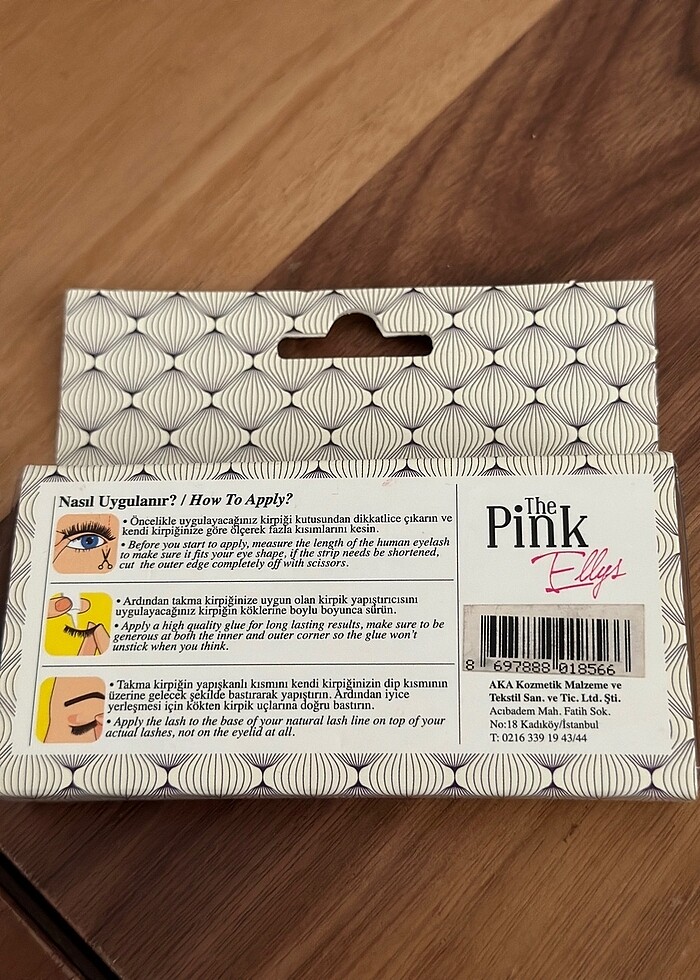 Nasıl Uygulanır? / How To Apply?
• Öncelikle uygulayacağınız kirpiği kutusundan dikkatlice çıkarın ve
kendi kirpiğinize göre ölçerek fazla kısımlarını kesin.
• Before you start to apply, measure the length of the human eyelash
to make sure it fits your eye shape, if the strip needs be shortened,
cut the outer edge completely off with scissors.
• Ardından takma kirpiğinize uygun olan kirpik yapıştırıcısını
uygulayacağınız kirpiğin köklerine boylu boyunca sürün.
• Apply a high quality glue for long lasting results, make sure to be
generous at both the inner and outer corner so the glue won't
unstick when you think.
• Takma kirpiğin yapışkanlı kısmını kendi kirpiğinizin dip kısmının
üzerine gelecek şekilde bastırarak yapıştırın. Ardından iyice
yerleşmesi için kökten kirpik uçlarına doğru bastırın.
• Apply the lash to the base of your natural lash line on top of your
actual lashes, not on the eyelid at all.
The
Pink
Ellys
8 697888 018566
AKA Kozmetik Malzeme ve
Tekstil San. ve Tic. Ltd. Şti.
Acıbadem Mah. Fatih Sok.
No:18 Kadıköy/İstanbul
T: 0216 339 19 43/44